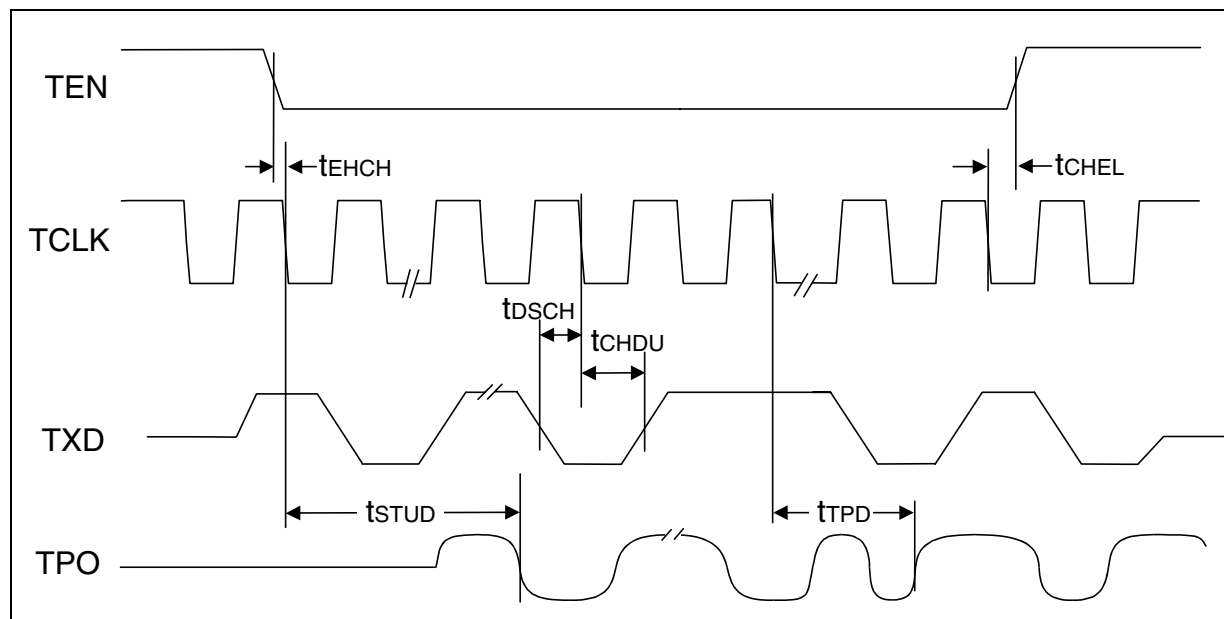 TEN
tEHCH
tCHEL
TCLK
tDSCH
tCHDU
TXD
tSTUD
tTPD
TPO